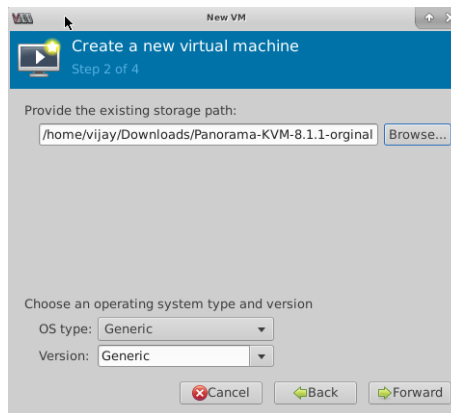 New VM
Create a new virtual machine
Step 2 of 4
Provide the existing storage path:
/home/vijay/Downloads/Panorama-KVM-8.1.1-orginal Browse...
Choose an operating system type and version
OS type: Generic
Version: Generic
Cancel Back Forward